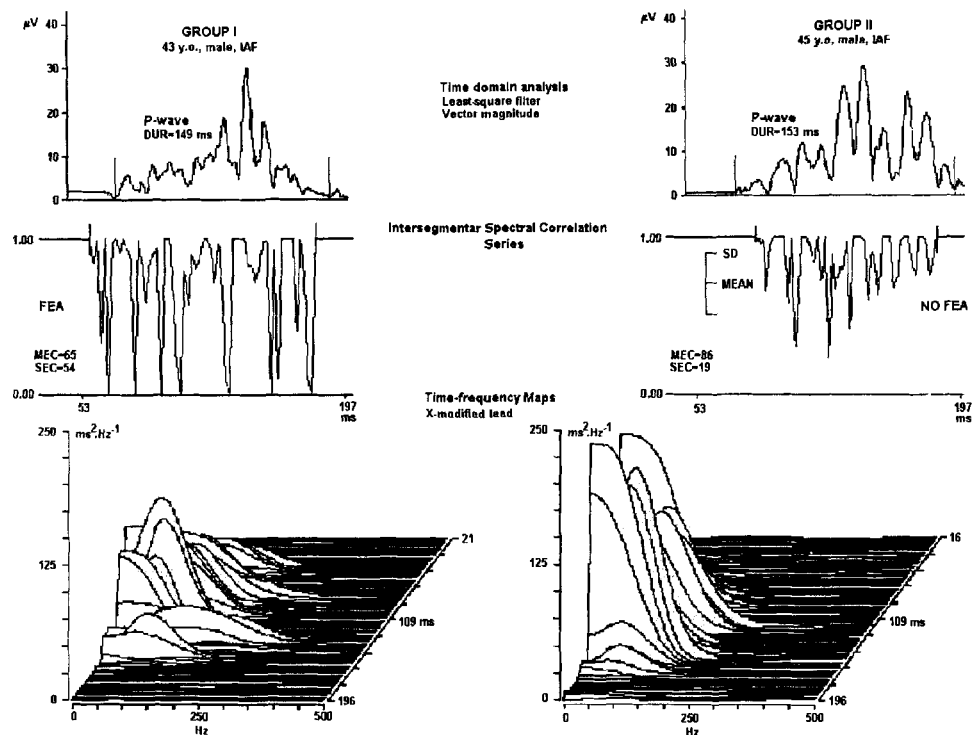 µV
40
30
20
10
0
GROUP I
43 y.o., male, IAF
P-wave
DUR=149 ms
Time domain analysis
Least-square filter
Vector magnitude
µV
40
30
20
10
0
GROUP II
45 y.o, male, IAF
P-wave
DUR=153 ms
Intersegmentar Spectral Correlation
Series
1.00
FEA
MEC=65
SEC=54
0.00
53
197
ms
1.00
SD
MEAN
NO FEA
MEC=86
SEC=19
0.00
53
197
ms
Time-frequency Maps
X-modified lead
250
ms².Hz⁻¹
125
0
0
250
500
Hz
21
109 ms
196
250
ms².Hz⁻¹
125
0
0
250
500
Hz
16
109 ms
196